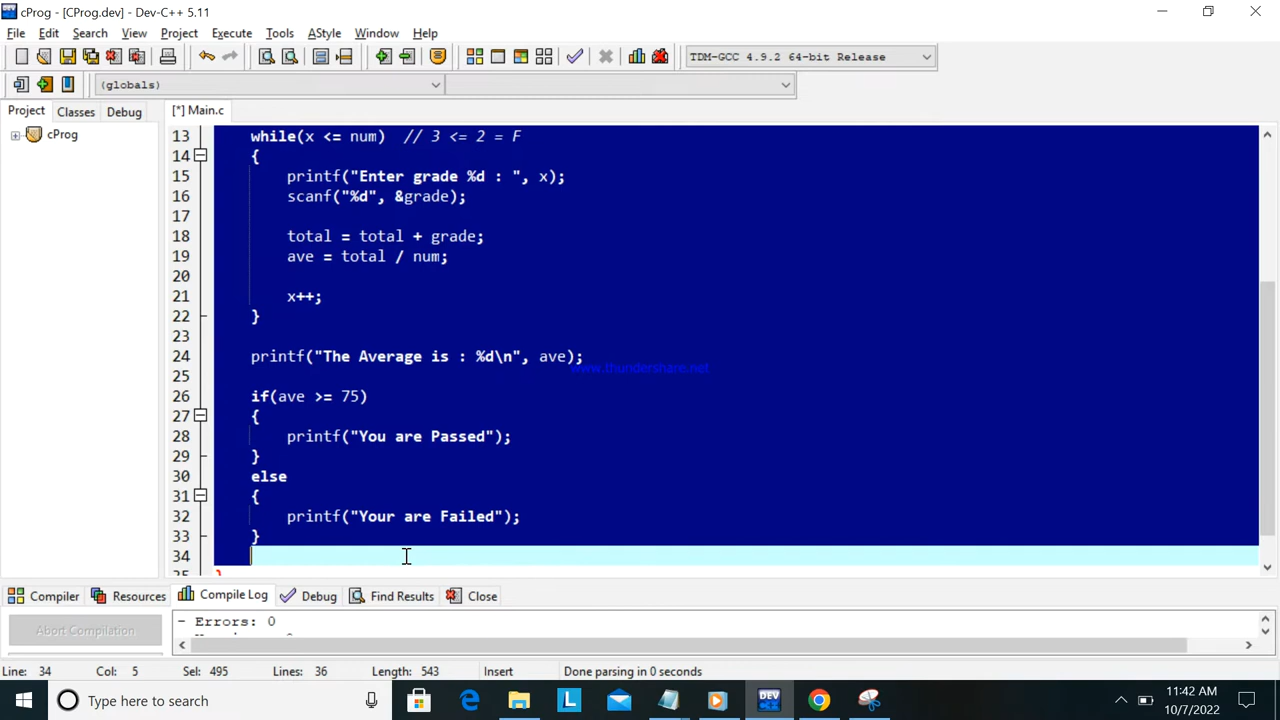 cProg - [CProg.dev] - Dev-C++ 5.11
File Edit Search View Project Execute Tools AStyle Window Help
TDM-GCC 4.9.2 64-bit Release
(globals)
Project Classes Debug [*] Main.c
cProg
13 while(x <= num) // 3 <= 2 = F
14 {
15 printf("Enter grade %d : ", x);
16 scanf("%d", &grade);
17
18 total = total + grade;
19 ave = total / num;
20
21 x++;
22 }
23
24 printf("The Average is : %d\n", ave);
www.thundershare.net
25
26 if(ave >= 75)
27 {
28 printf("You are Passed");
29 }
30 else
31 {
32 printf("Your are Failed");
33 }
34
35 }
Compiler Resources Compile Log Debug Find Results Close
Abort Compilation
- Errors: 0
Line: 34 Col: 5 Sel: 495 Lines: 36 Length: 543 Insert Done parsing in 0 seconds
Type here to search
DEV
11:42 AM
10/7/2022